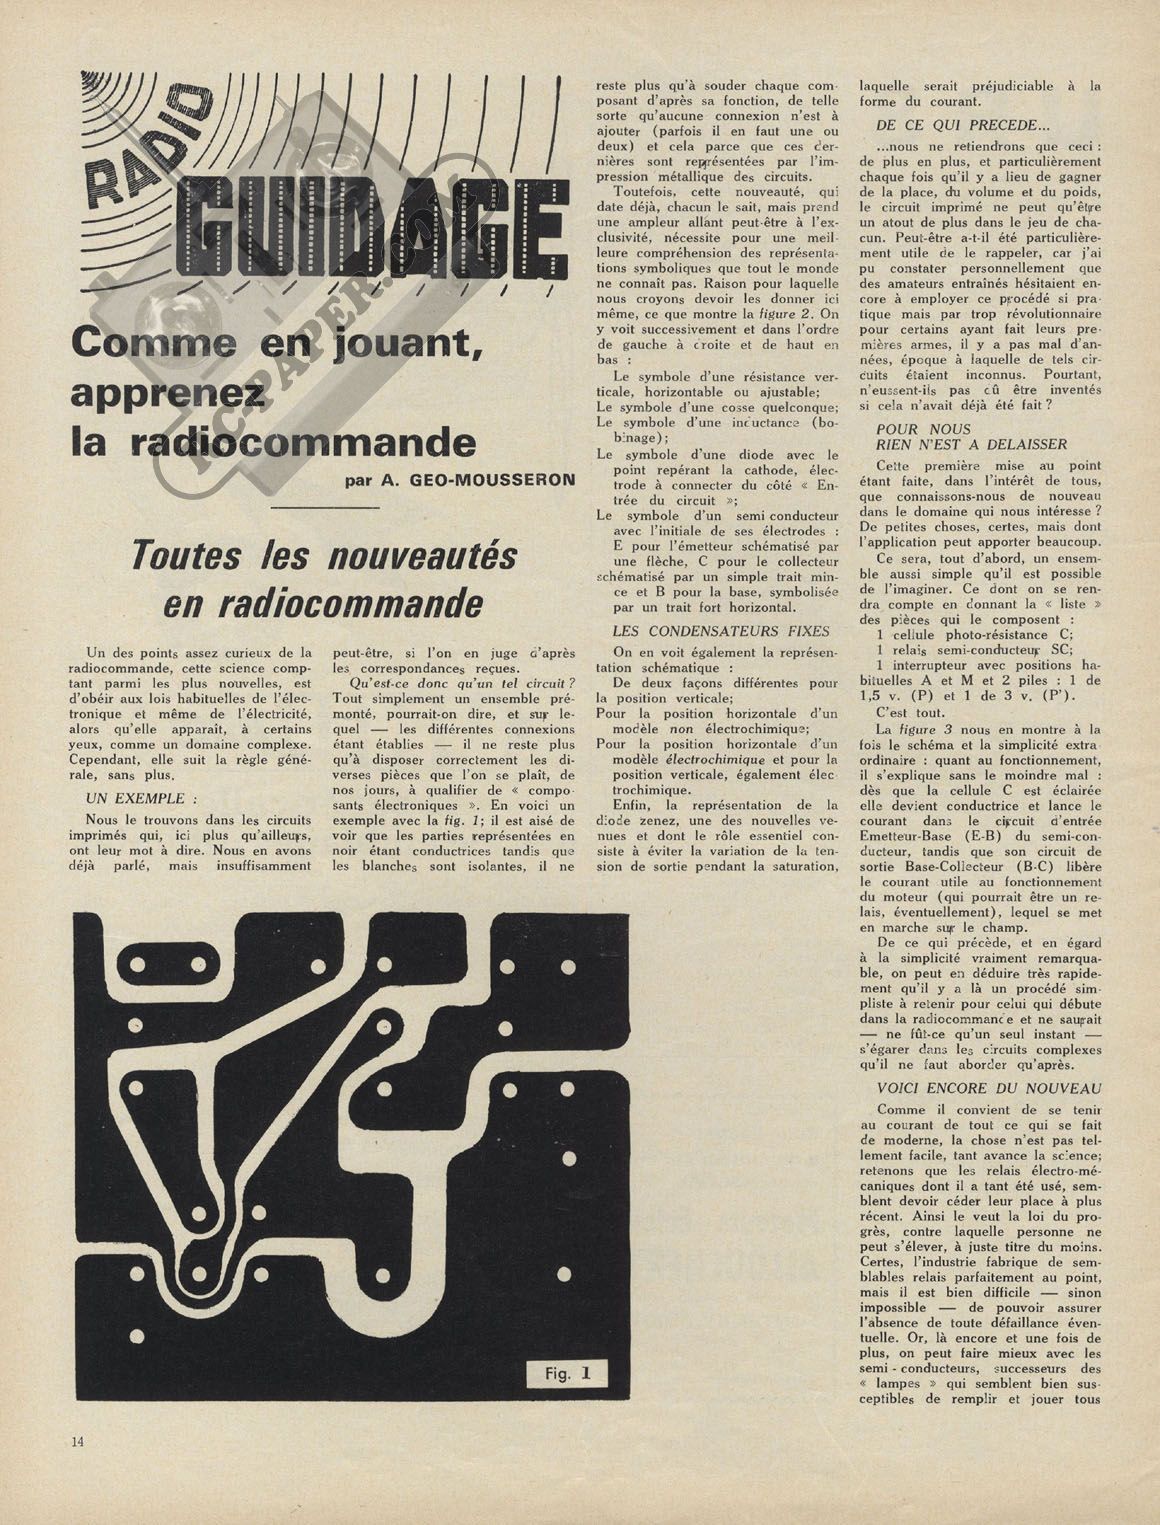 RADIO
GUIDAGE
Comme en jouant,
apprenez
la radiocommande
par A. GEO-MOUSSERON
Toutes les nouveautés
en radiocommande
Un des points assez curieux de la
radiocommande, cette science comp-
tant parmi les plus nouvelles, est
d'obéir aux lois habituelles de l'élec-
tronique et même de l'électricité,
alors qu'elle apparaît, à certains
yeux, comme un domaine complexe.
Cependant, elle suit la règle géné-
rale, sans plus.
UN EXEMPLE :
Nous le trouvons dans les circuits
imprimés qui, ici plus qu'ailleurs,
ont leur mot à dire. Nous en avons
déjà parlé, mais insuffisamment
peut-être, si l'on en juge d'après
les correspondances reçues.
Qu'est-ce donc qu'un tel circuit ?
Tout simplement un ensemble pré-
monté, pourrait-on dire, et sur le-
quel — les différentes connexions
étant établies — il ne reste plus
qu'à disposer correctement les di-
verses pièces que l'on se plaît, de
nos jours, à qualifier de « compo-
sants électroniques ». En voici un
exemple avec la fig. 1; il est aisé de
voir que les parties représentées en
noir étant conductrices tandis que
les blanches sont isolantes, il ne
reste plus qu'à souder chaque com-
posant d'après sa fonction, de telle
sorte qu'aucune connexion n'est à
ajouter (parfois il en faut une ou
deux) et cela parce que ces der-
nières sont représentées par l'im-
pression métallique des circuits.
Toutefois, cette nouveauté, qui
date déjà, chacun le sait, mais prend
une ampleur allant peut-être à l'ex-
clusivité, nécessite pour une meil-
leure compréhension des représenta-
tions symboliques que tout le monde
ne connaît pas. Raison pour laquelle
nous croyons devoir les donner ici
même, ce que montre la figure 2. On
y voit successivement et dans l'ordre
de gauche à droite et de haut en
bas :
Le symbole d'une résistance ver-
ticale, horizontable ou ajustable;
Le symbole d'une cosse quelconque;
Le symbole d'une inductance (bo-
binage);
Le symbole d'une diode avec le
point repérant la cathode, élec-
trode à connecter du côté « En-
trée du circuit »;
Le symbole d'un semi conducteur
avec l'initiale de ses électrodes :
E pour l'émetteur schématisé par
une flèche, C pour le collecteur
schématisé par un simple trait min-
ce et B pour la base, symbolisée
par un trait fort horizontal.
LES CONDENSATEURS FIXES
On en voit également la représen-
tation schématique :
De deux façons différentes pour
la position verticale;
Pour la position horizontale d'un
modèle non électrochimique;
Pour la position horizontale d'un
modèle électrochimique et pour la
position verticale, également élec
trochimique.
Enfin, la représentation de la
diode zenez, une des nouvelles ve-
nues et dont le rôle essentiel con-
siste à éviter la variation de la ten-
sion de sortie pendant la saturation,
laquelle serait préjudiciable à la
forme du courant.
DE CE QUI PRECEDE...
...nous ne retiendrons que ceci :
de plus en plus, et particulièrement
chaque fois qu'il y a lieu de gagner
de la place, du volume et du poids,
le circuit imprimé ne peut qu'être
un atout de plus dans le jeu de cha-
cun. Peut-être a-t-il été particulière-
ment utile de le rappeler, car j'ai
pu constater personnellement que
des amateurs entraînés hésitaient en-
core à employer ce procédé si pra-
tique mais par trop révolutionnaire
pour certains ayant fait leurs pre-
mières armes, il y a pas mal d'an-
nées, époque à laquelle de tels cir-
cuits étaient inconnus. Pourtant,
n'eussent-ils pas dû être inventés
si cela n'avait déjà été fait ?
POUR NOUS
RIEN N'EST A DELAISSER
Cette première mise au point
étant faite, dans l'intérêt de tous,
que connaissons-nous de nouveau
dans le domaine qui nous intéresse ?
De petites choses, certes, mais dont
l'application peut apporter beaucoup.
Ce sera, tout d'abord, un ensem-
ble aussi simple qu'il est possible
de l'imaginer. Ce dont on se ren-
dra compte en donnant la « liste »
des pièces qui le composent :
1 cellule photo-résistance C;
1 relais semi-conducteur SC;
1 interrupteur avec positions ha-
bituelles A et M et 2 piles : 1 de
1,5 v. (P) et 1 de 3 v. (P').
C'est tout.
La figure 3 nous en montre à la
fois le schéma et la simplicité extra
ordinaire : quant au fonctionnement,
il s'explique sans le moindre mal :
dès que la cellule C est éclairée
elle devient conductrice et lance le
courant dans le circuit d'entrée
Emetteur-Base (E-B) du semi-con-
ducteur, tandis que son circuit de
sortie Base-Collecteur (B-C) libère
le courant utile au fonctionnement
du moteur (qui pourrait être un re-
lais, éventuellement), lequel se met
en marche sur le champ.
De ce qui précède, et en égard
à la simplicité vraiment remarqua-
ble, on peut en déduire très rapide-
ment qu'il y a là un procédé sim-
pliste à retenir pour celui qui débute
dans la radiocommande et ne saurait
— ne fût-ce qu'un seul instant —
s'égarer dans les circuits complexes
qu'il ne faut aborder qu'après.
VOICI ENCORE DU NOUVEAU
Comme il convient de se tenir
au courant de tout ce qui se fait
de moderne, la chose n'est pas tel-
lement facile, tant avance la science;
retenons que les relais électro-mé-
caniques dont il a tant été usé, sem-
blent devoir céder leur place à plus
récent. Ainsi le veut la loi du pro-
grès, contre laquelle personne ne
peut s'élever, à juste titre du moins.
Certes, l'industrie fabrique de sem-
blables relais parfaitement au point,
mais il est bien difficile — sinon
impossible — de pouvoir assurer
l'absence de toute défaillance éven-
tuelle. Or, là encore et une fois de
plus, on peut faire mieux avec les
semi-conducteurs, successeurs des
« lampes » qui semblent bien sus-
ceptibles de remplir et jouer tous
Fig. 1
14
RC-PAPER.COM